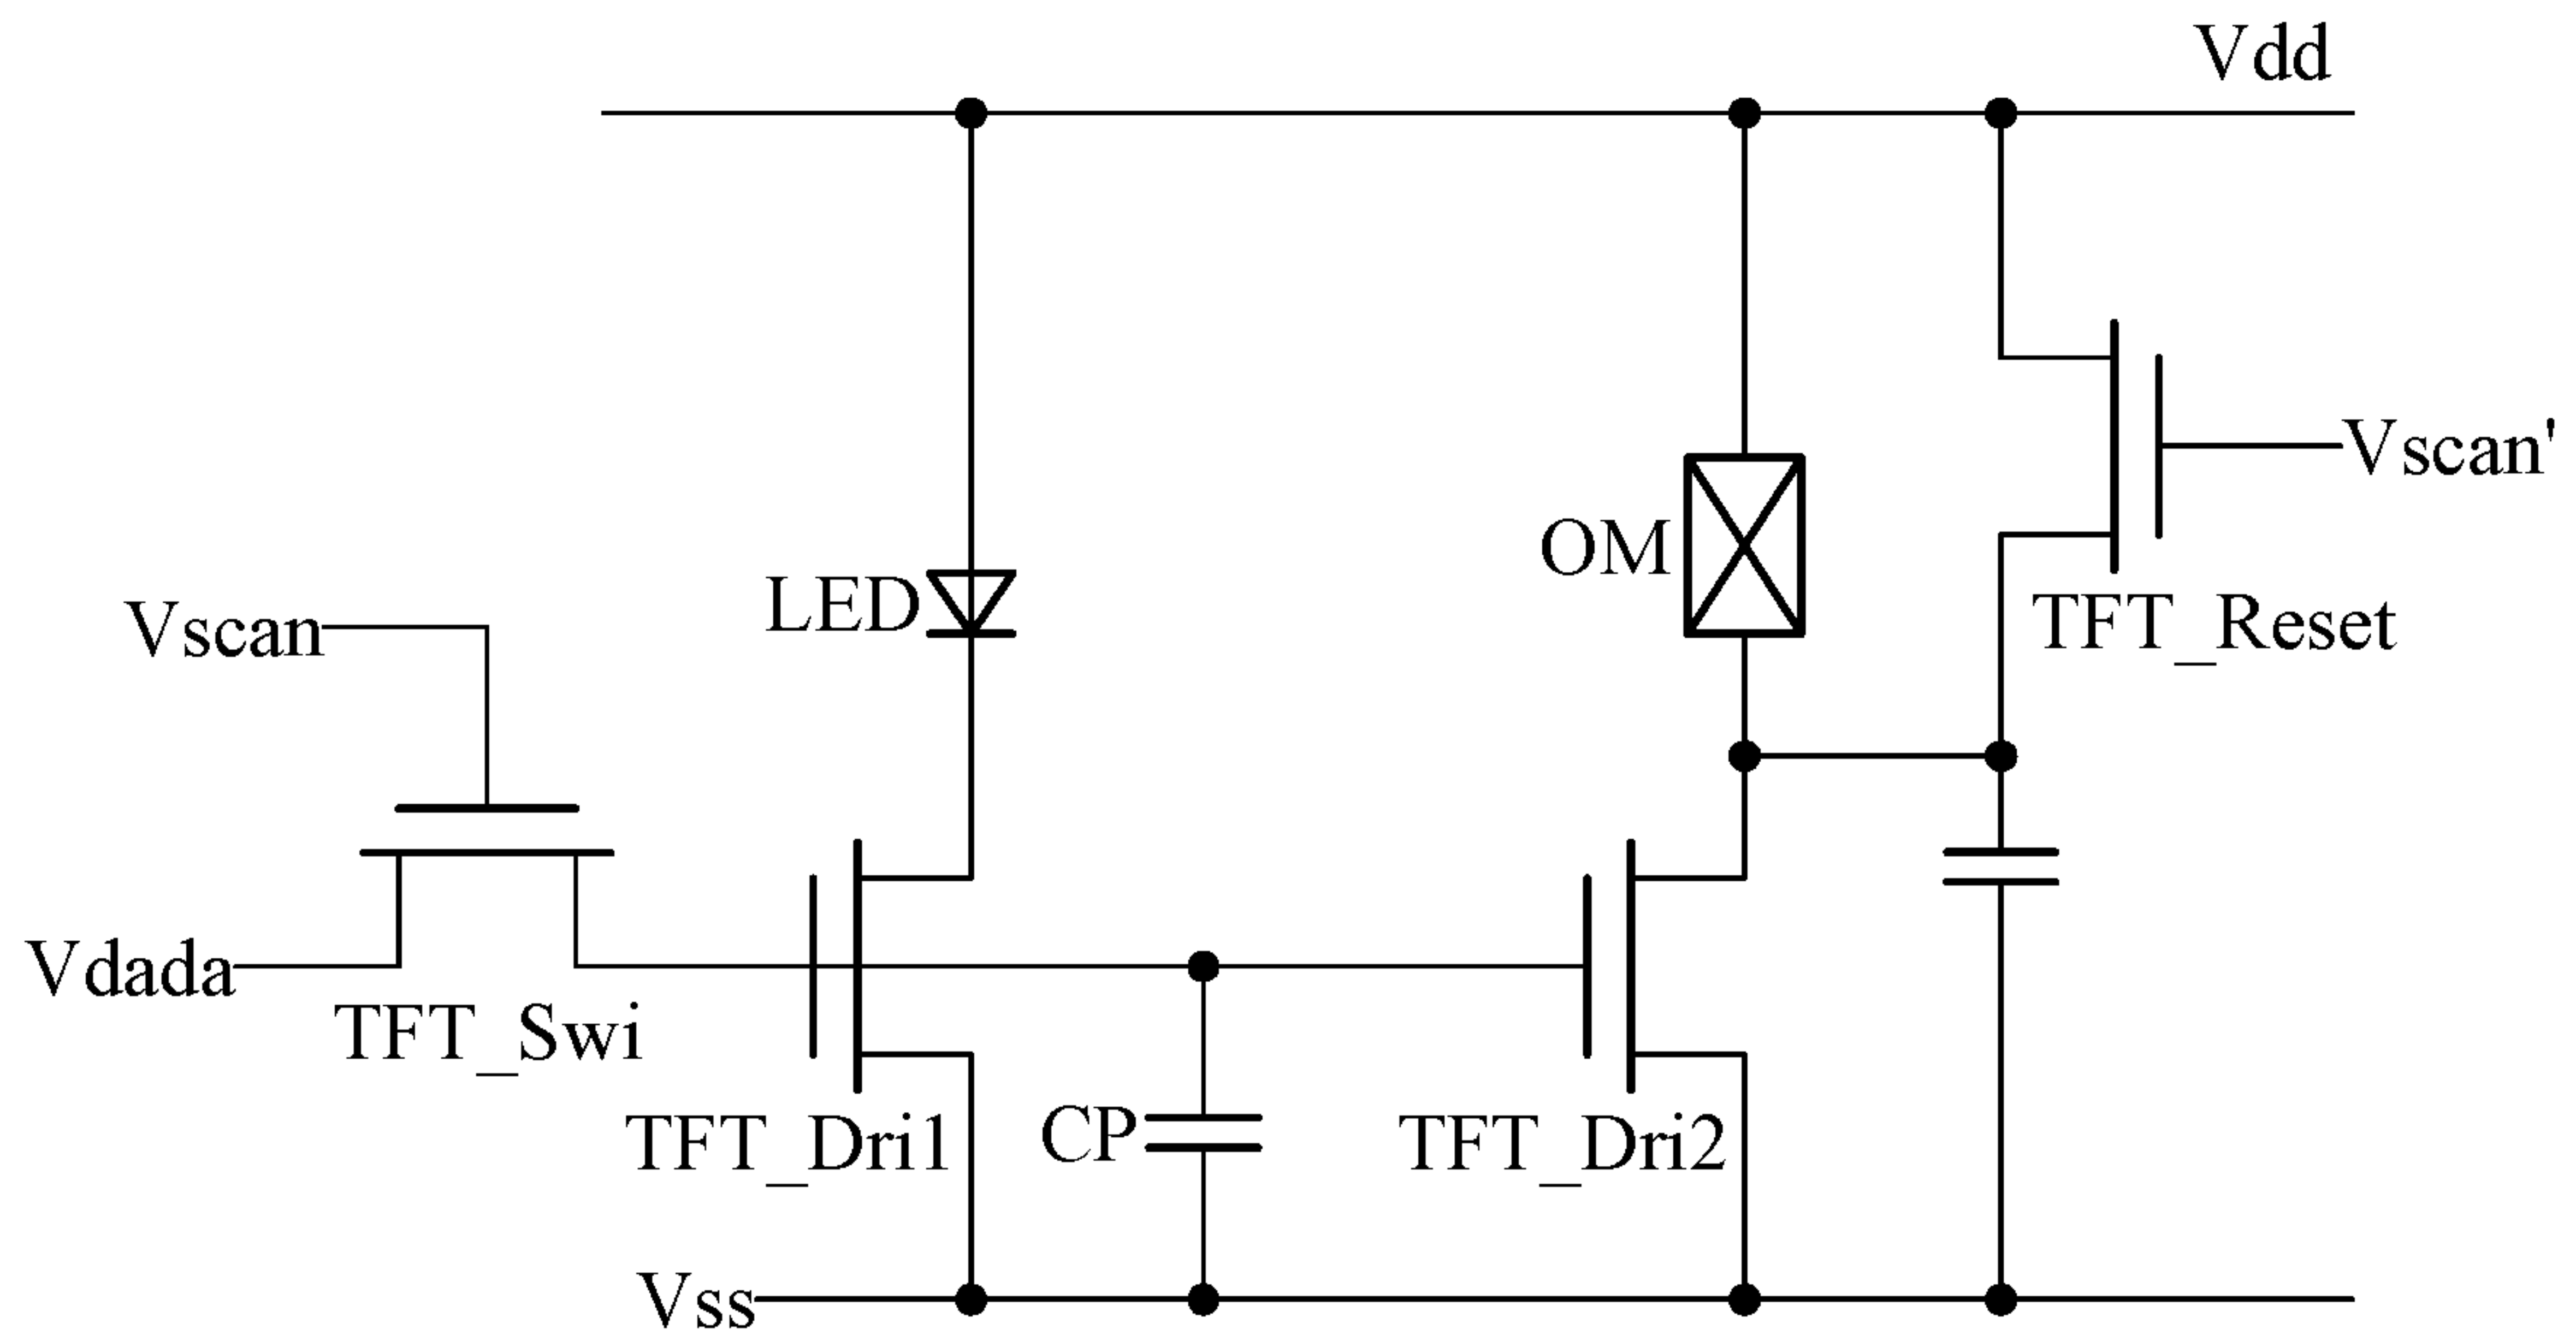 Vdd
Vscan'
OM
LED
Vscan
TFT_Reset
Vdada
TFT_Swi
TFT_Dri1
CP
TFT_Dri2
Vss